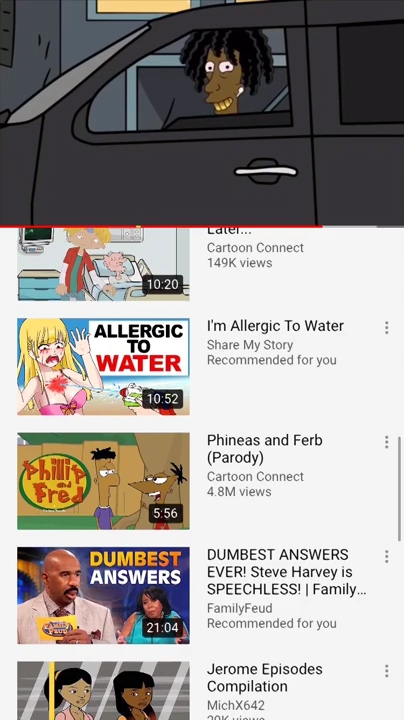 Later...
Cartoon Connect
149K views
10:20
ALLERGIC
TO
WATER
10:52
I'm Allergic To Water
Share My Story
Recommended for you
Phillip
and
Fred
5:56
Phineas and Ferb
(Parody)
Cartoon Connect
4.8M views
DUMBEST
ANSWERS
FAMILY FEUD
21:04
DUMBEST ANSWERS
EVER! Steve Harvey is
SPEECHLESS! | Family...
FamilyFeud
Recommended for you
Jerome Episodes
Compilation
MichX642